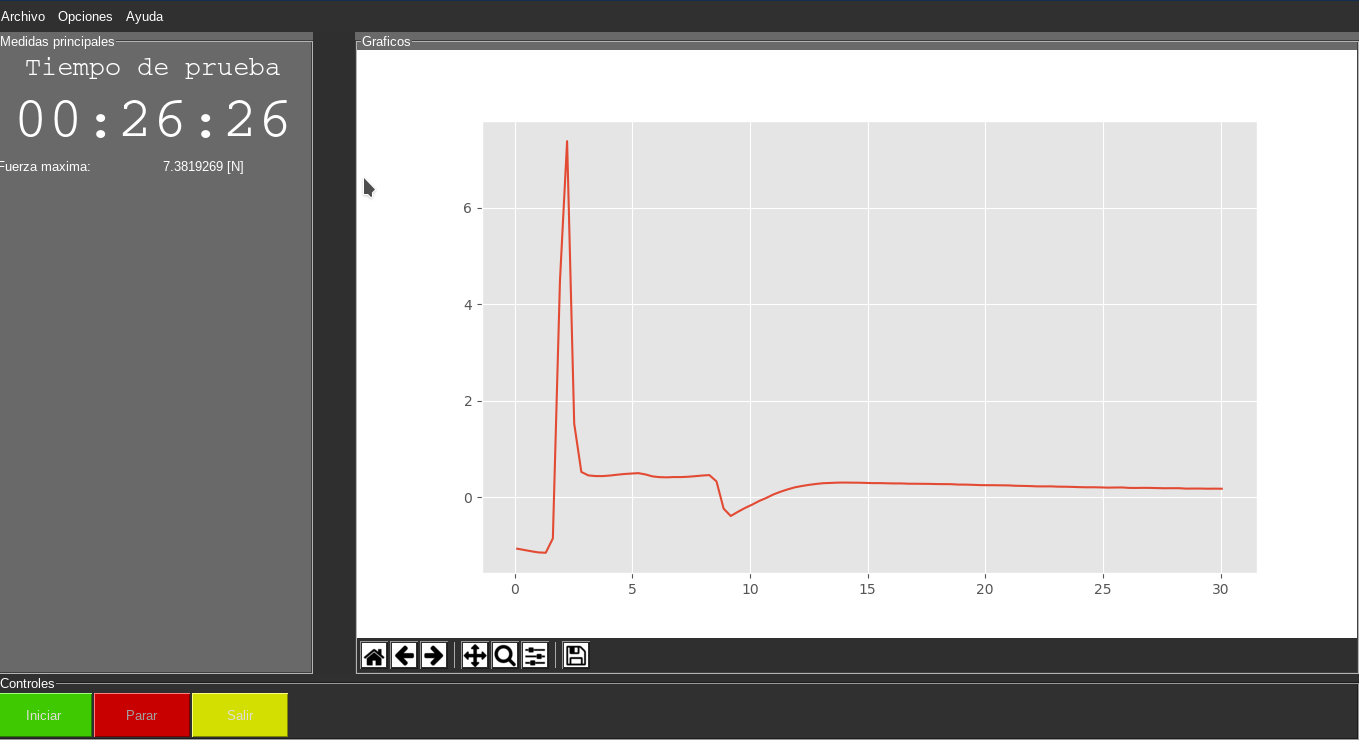 Archivo Opciones Ayuda
Medidas principales
Tiempo de prueba
00:26:26
Fuerza maxima: 7.3819269 [N]
Graficos
6
4
2
0
0 5 10 15 20 25 30
Controles
Iniciar Parar Salir